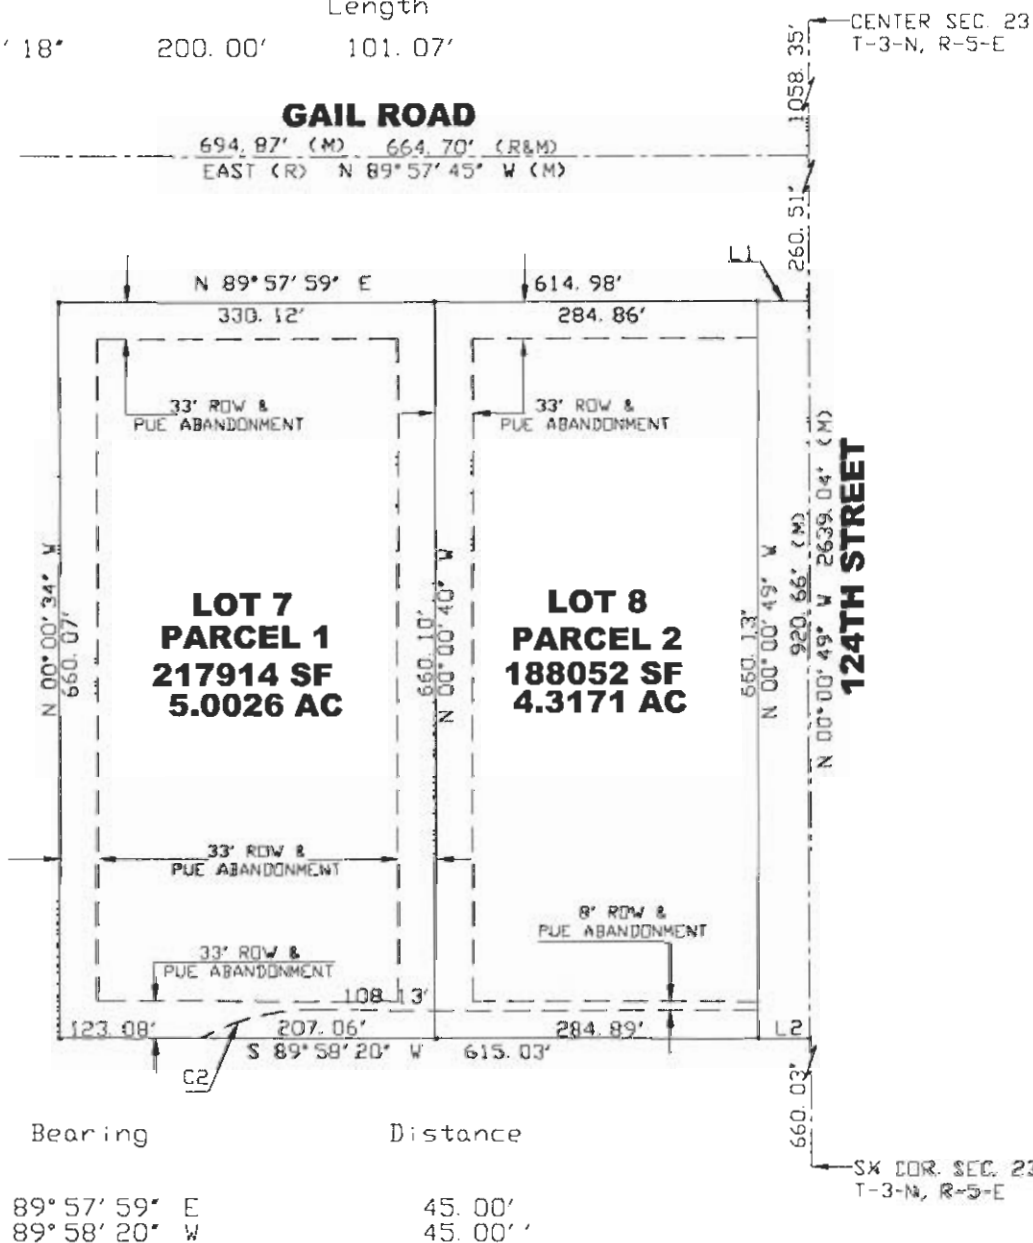 Length
' 18" 200.00' 101.07'
CENTER SEC. 23
T-3-N, R-5-E
1058.35'
GAIL ROAD
694.87' (M) 664.70' (R&M)
EAST (R) N 89°57'45" W (M)
260.51'
L1
N 89°57'59" E 614.98'
330.12' 284.86'
33' ROW &
PUE ABANDONMENT
33' ROW &
PUE ABANDONMENT
N 00°00'34" W
660.07'
LOT 7
PARCEL 1
217914 SF
5.0026 AC
660.10'
N 00°00'40" W
LOT 8
PARCEL 2
188052 SF
4.3171 AC
660.13'
N 00°00'49" W
920.66' (M)
N 00°00'49" W 2639.04' (M)
124TH STREET
33' ROW &
PUE ABANDONMENT
8' ROW &
PUE ABANDONMENT
33' ROW &
PUE ABANDONMENT
108.13'
123.08' 207.06' 284.89' L2
S 89°58'20" W 615.03'
C2
660.03'
Bearing Distance
S¼ COR. SEC. 23
T-3-N, R-5-E
89°57'59" E 45.00'
89°58'20" W 45.00''